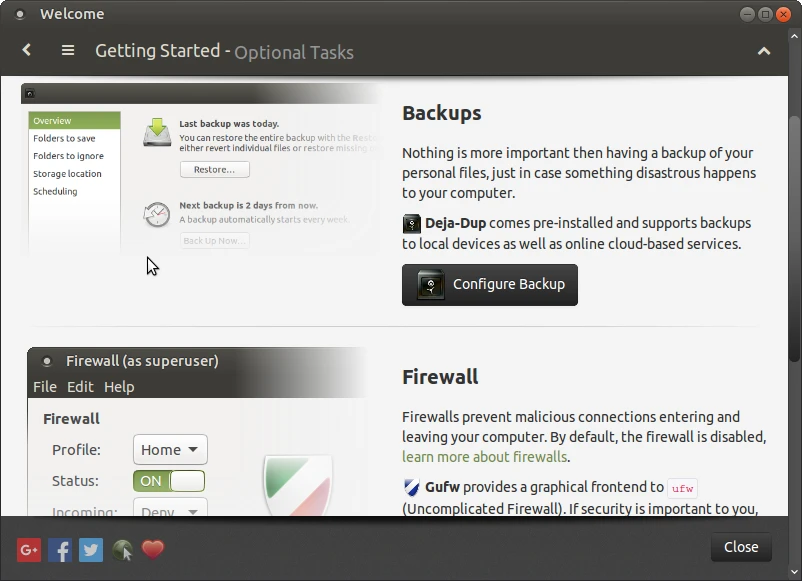 Welcome
Getting Started - Optional Tasks
Overview
Folders to save
Folders to ignore
Storage location
Scheduling
Last backup was today.
You can restore the entire backup with the Restore
either revert individual files or restore missing
Restore...
Next backup is 2 days from now.
A backup automatically starts every week.
Back Up Now...
Backups
Nothing is more important then having a backup of your
personal files, just in case something disastrous happens
to your computer.
Deja-Dup comes pre-installed and supports backups
to local devices as well as online cloud-based services.
Configure Backup
Firewall (as superuser)
File Edit Help
Firewall
Profile: Home
Status: ON
Incoming: Deny
Firewall
Firewalls prevent malicious connections entering and
leaving your computer. By default, the firewall is disabled,
learn more about firewalls.
Gufw provides a graphical frontend to ufw
(Uncomplicated Firewall). If security is important to you,
G+
Close